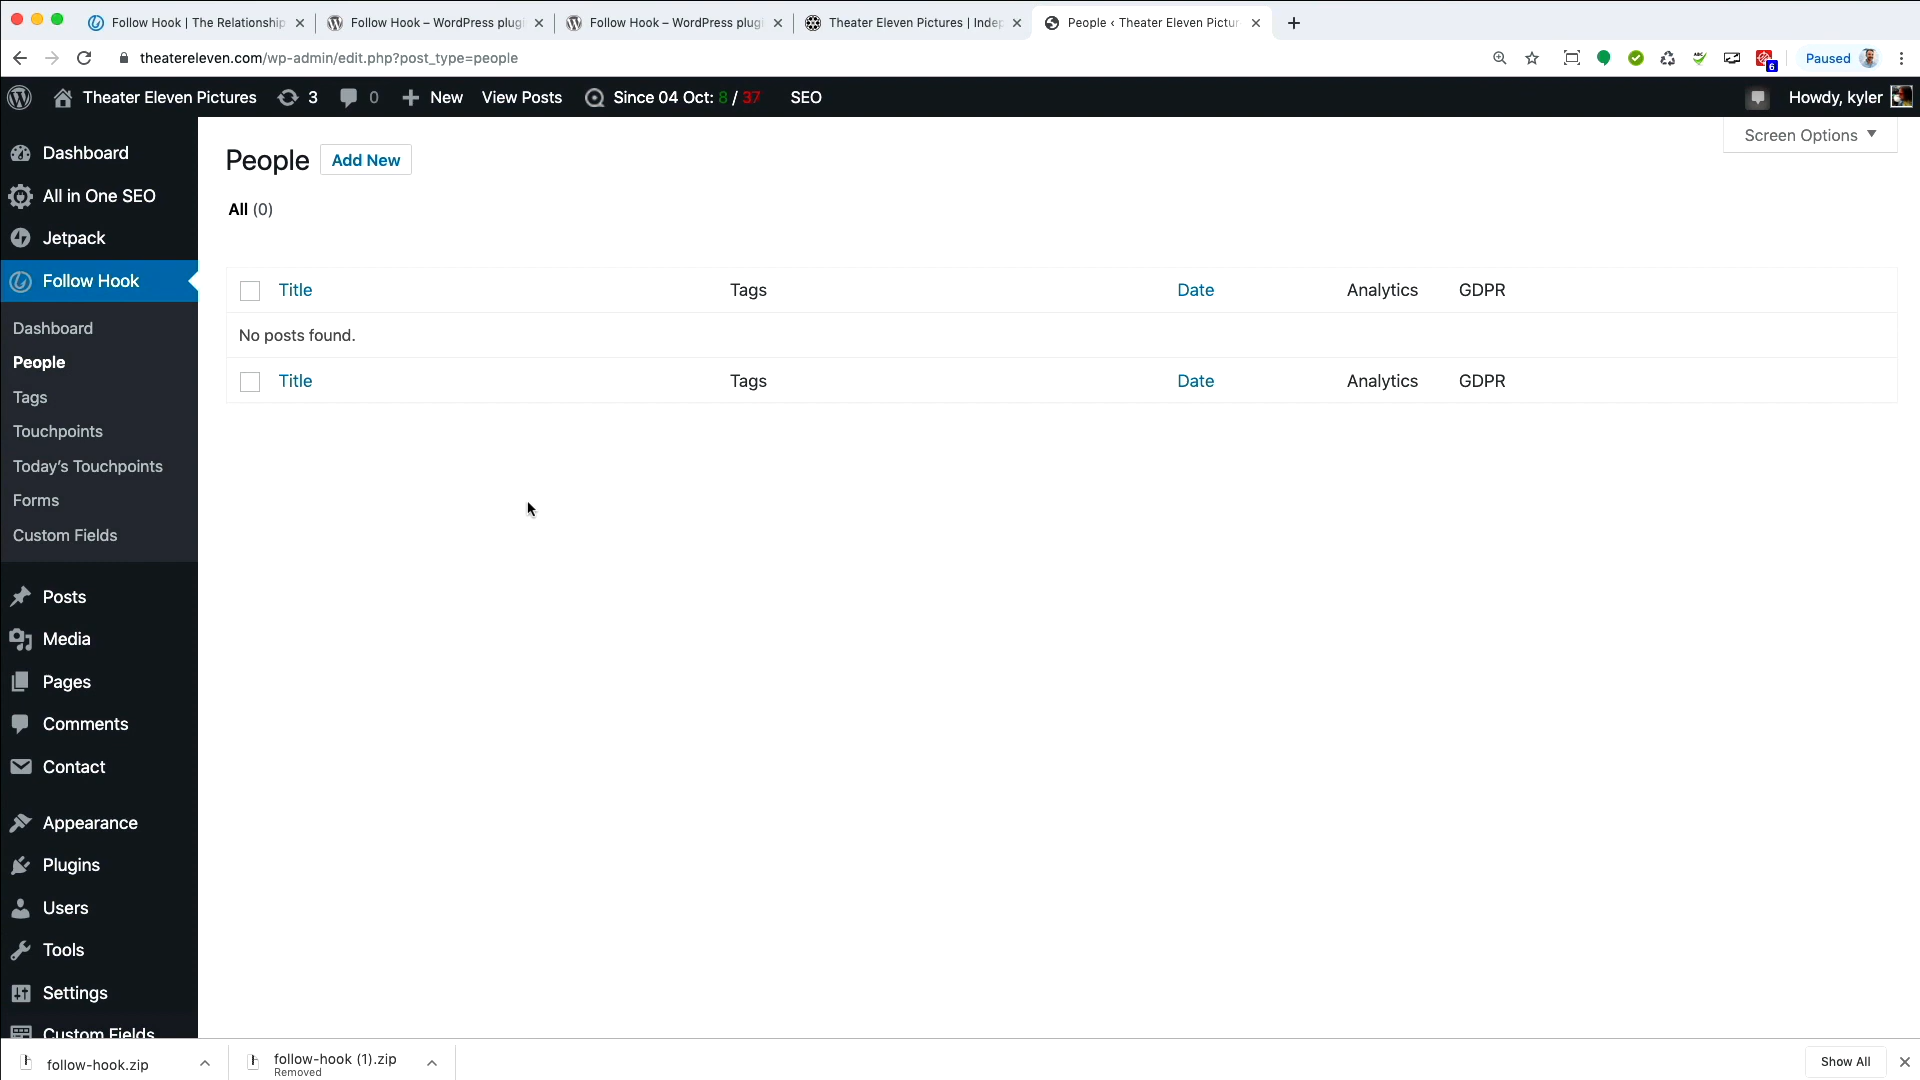 Follow Hook | The Relationship
Follow Hook – WordPress plug
Follow Hook – WordPress plug
Theater Eleven Pictures | Inde
People ‹ Theater Eleven Pictu
theatereleven.com/wp-admin/edit.php?post_type=people
6
Paused
Theater Eleven Pictures
3
0
New
View Posts
Since 04 Oct: 8 / 37
SEO
Howdy, kyler
Screen Options
Dashboard
All in One SEO
Jetpack
Follow Hook
Dashboard
People
Tags
Touchpoints
Today's Touchpoints
Forms
Custom Fields
Posts
Media
Pages
Comments
Contact
Appearance
Plugins
Users
Tools
Settings
Custom Fields
People
Add New
All (0)
Title Tags Date Analytics GDPR
No posts found.
Title Tags Date Analytics GDPR
follow-hook.zip
follow-hook (1).zip
Removed
Show All